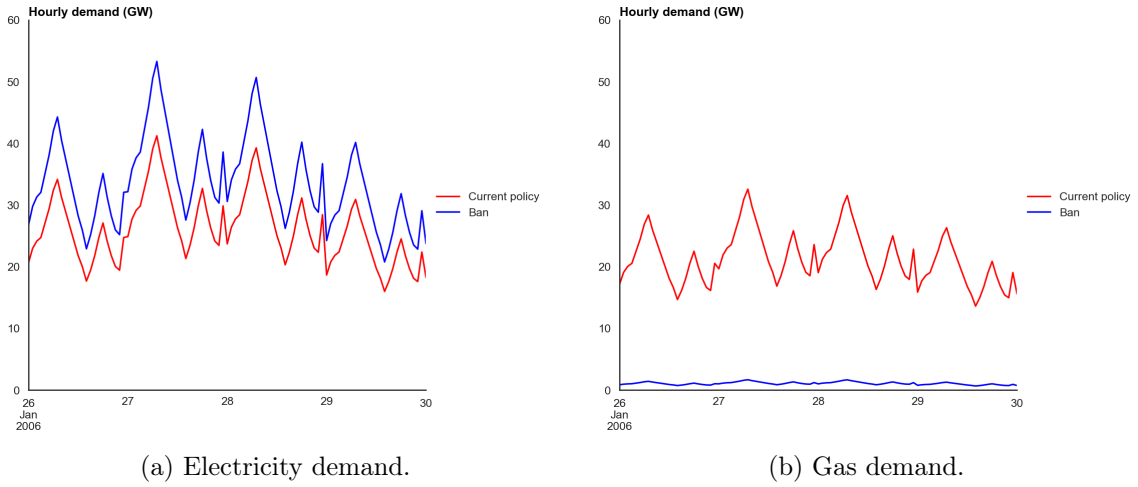 Hourly demand (GW)
60
50
40
30
20
10
0
26
Jan
2006
27
28
29
30
Current policy
Ban
(a) Electricity demand.
Hourly demand (GW)
60
50
40
30
20
10
0
26
Jan
2006
27
28
29
30
Current policy
Ban
(b) Gas demand.